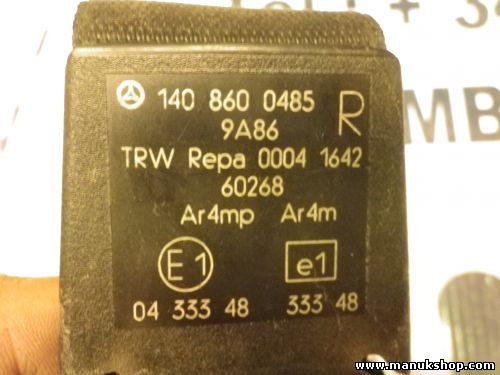 140 860 0485 R
9A86
TRW Repa 0004 1642
60268
Ar4mp Ar4m
E1 e1
04 333 48 333 48
www.manukshop.com